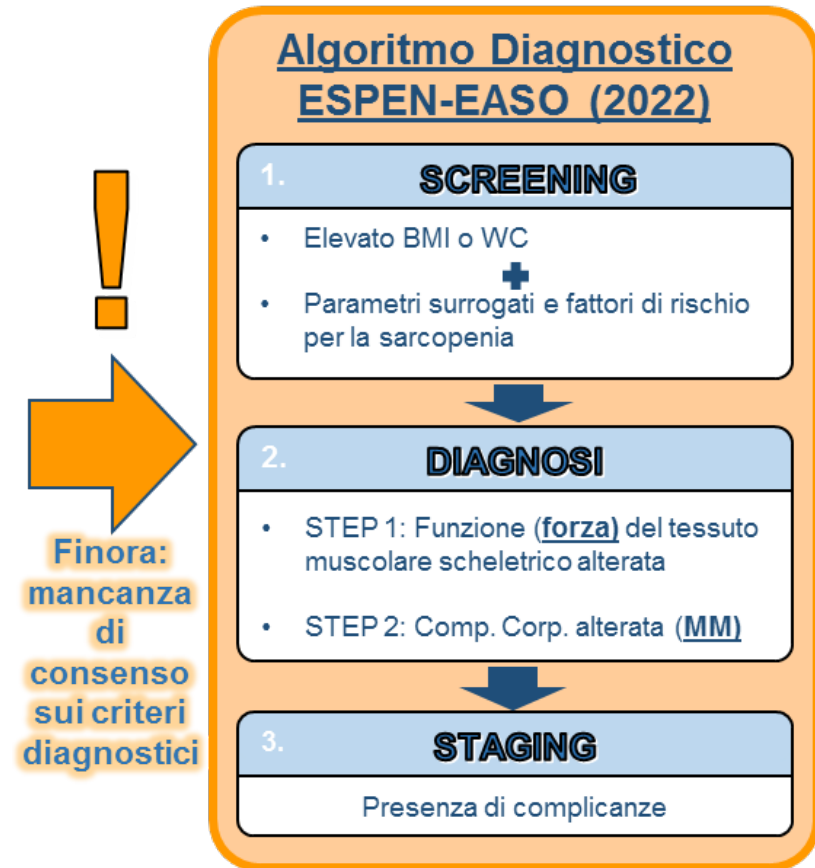 Algoritmo Diagnostico
ESPEN-EASO (2022)
1. SCREENING
• Elevato BMI o WC
• Parametri surrogati e fattori di rischio
per la sarcopenia
2. DIAGNOSI
• STEP 1: Funzione (forza) del tessuto
muscolare scheletrico alterata
• STEP 2: Comp. Corp. alterata (MM)
3. STAGING
Presenza di complicanze
!
Finora:
mancanza
di
consenso
sui criteri
diagnostici